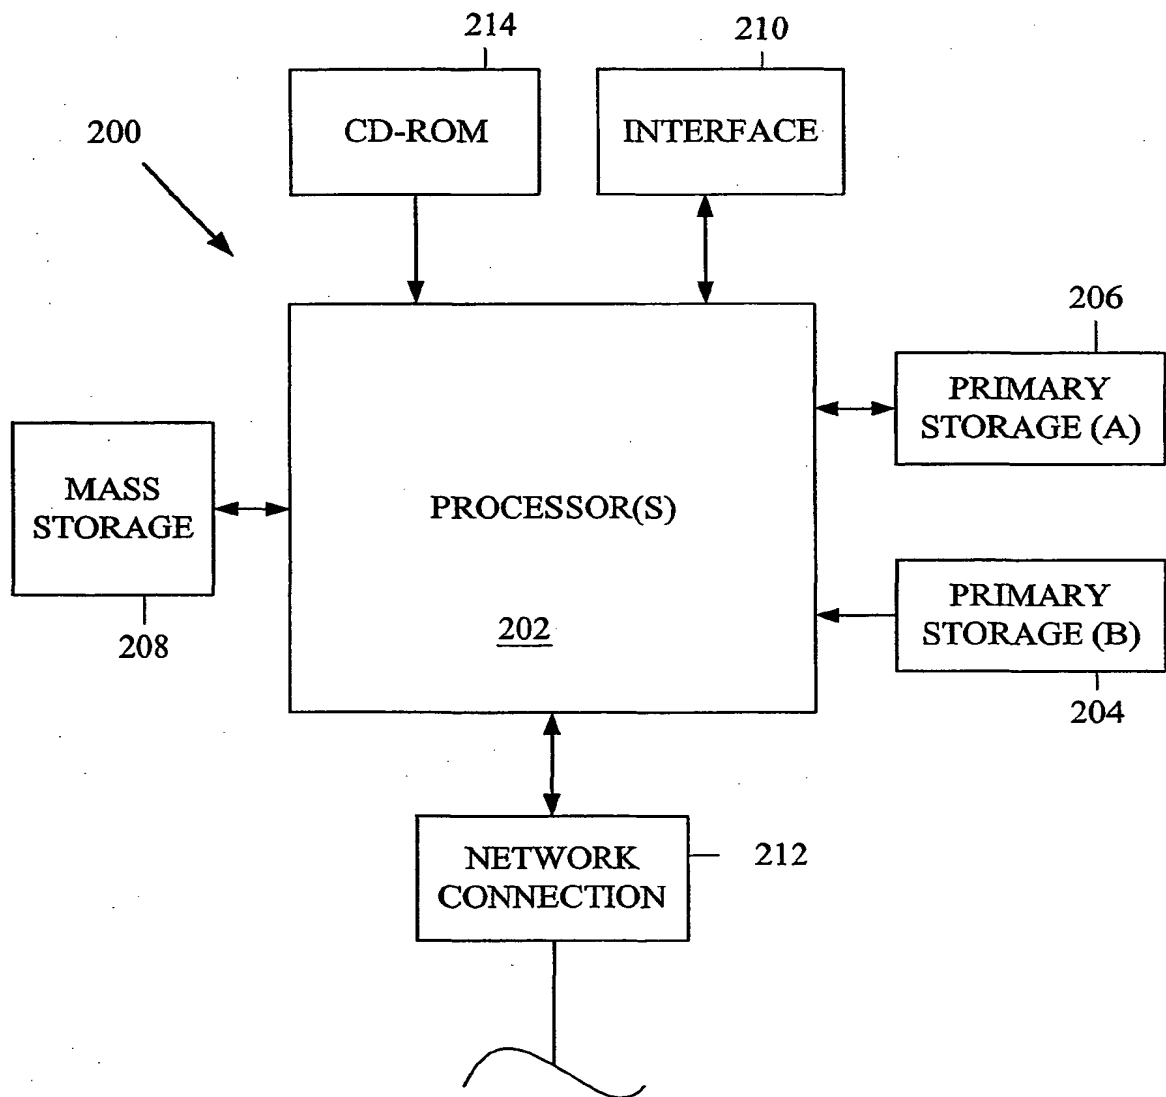 214
210
200
CD-ROM
INTERFACE
206
PRIMARY
STORAGE (A)
MASS
STORAGE
PROCESSOR(S)
202
208
PRIMARY
STORAGE (B)
204
NETWORK
CONNECTION
212